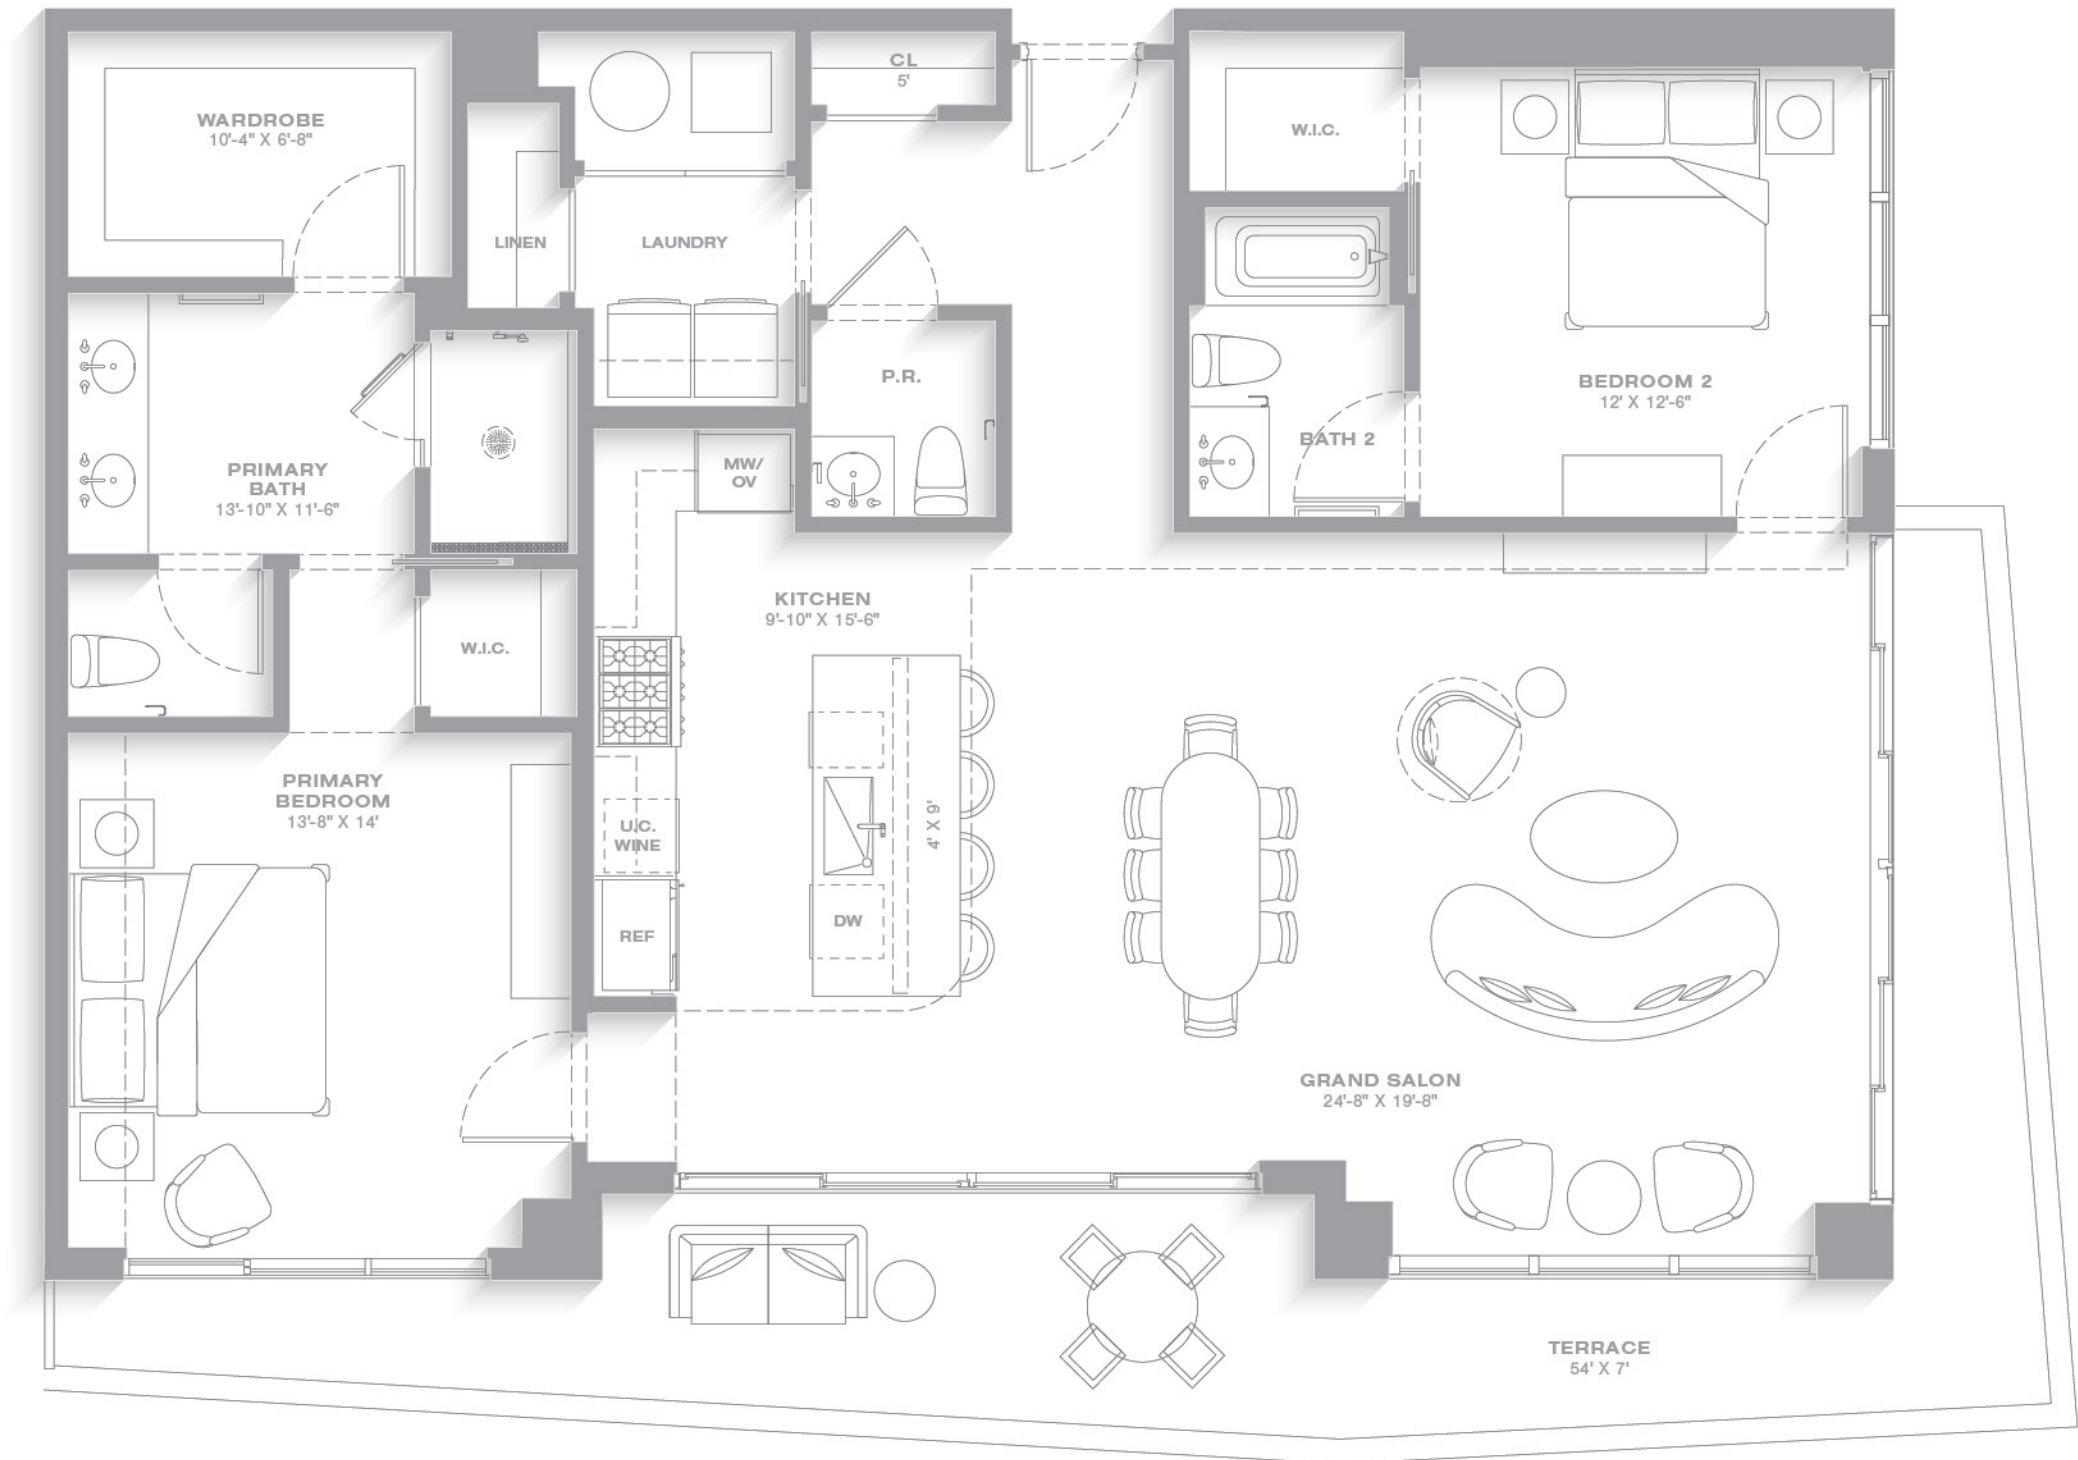 CL
5'
WARDROBE
10'-4" X 6'-8"
W.I.C.
LINEN
LAUNDRY
P.R.
BEDROOM 2
12' X 12'-6"
BATH 2
MW/
OV
PRIMARY
BATH
13'-10" X 11'-6"
KITCHEN
9'-10" X 15'-6"
W.I.C.
PRIMARY
BEDROOM
13'-8" X 14'
U.C.
WINE
4' X 9'
DW
REF
GRAND SALON
24'-8" X 19'-8"
TERRACE
54' X 7'